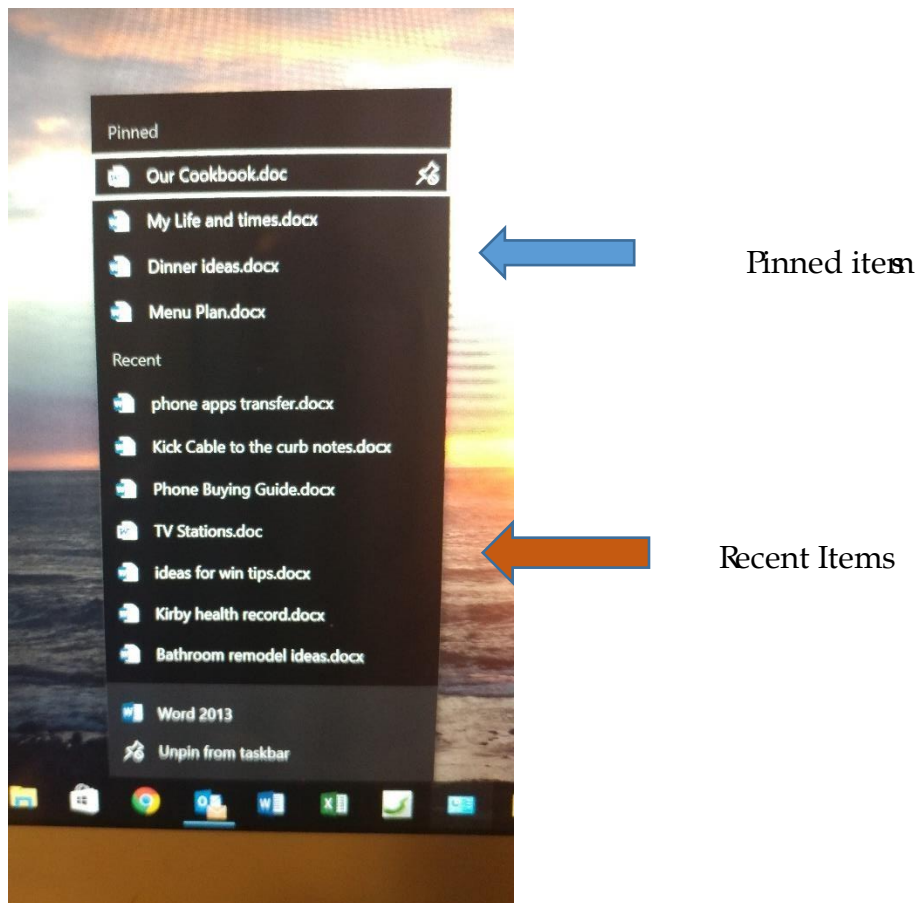 Pinned
Our Cookbook.doc
My Life and times.docx
Dinner ideas.docx
Menu Plan.docx
Pinned items
Recent
phone apps transfer.docx
Kick Cable to the curb notes.docx
Phone Buying Guide.docx
TV Stations.doc
ideas for win tips.docx
Kirby health record.docx
Bathroom remodel ideas.docx
Recent Items
Word 2013
Unpin from taskbar